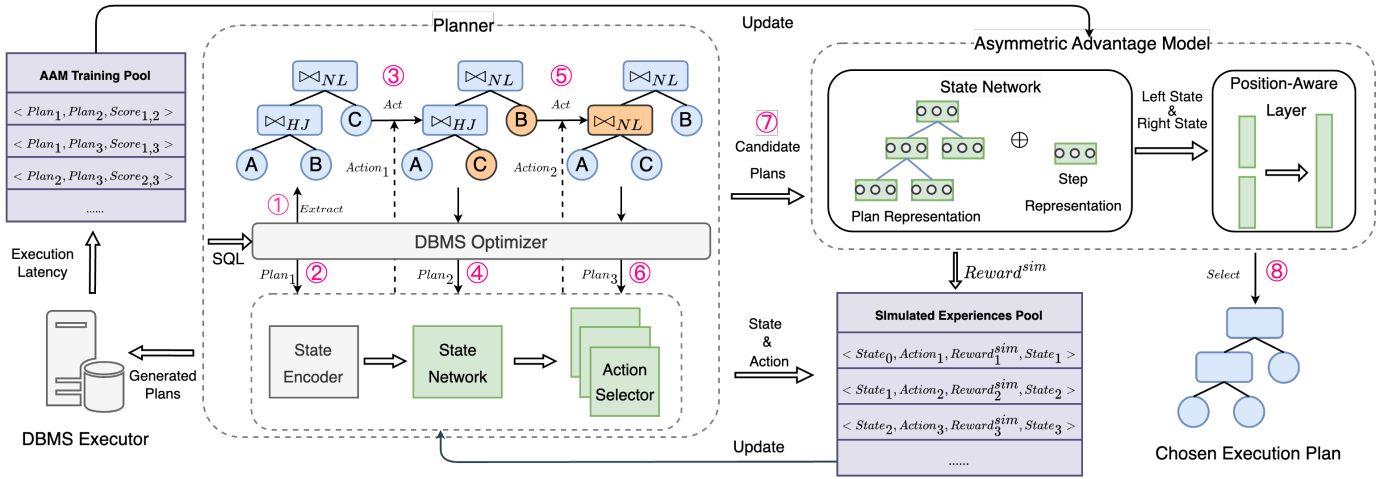 Planner
Update
Asymmetric Advantage Model
AAM Training Pool
< Plan1, Plan2, Score1,2 >
< Plan1, Plan3, Score1,3 >
< Plan2, Plan3, Score2,3 >
......
⋈NL
⋈HJ
C
A
B
③
Act
Action1
⋈NL
⋈HJ
B
A
C
⑤
Act
Action2
⋈NL
⋈NL
B
A
C
①
Extract
SQL
DBMS Optimizer
Plan1
②
Plan2
④
Plan3
⑥
State
Encoder
State
Network
Action
Selector
Execution
Latency
Generated
Plans
DBMS Executor
⑦
Candidate
Plans
State Network
⊕
Plan Representation
Step
Representation
Left State
&
Right State
Position-Aware
Layer
Reward^sim
Select
⑧
State
&
Action
SImulated Experiences Pool
< State0, Action1, Reward1^sim, State1 >
< State1, Action2, Reward2^sim, State2 >
< State2, Action3, Reward3^sim, State3 >
......
Update
Chosen Execution Plan